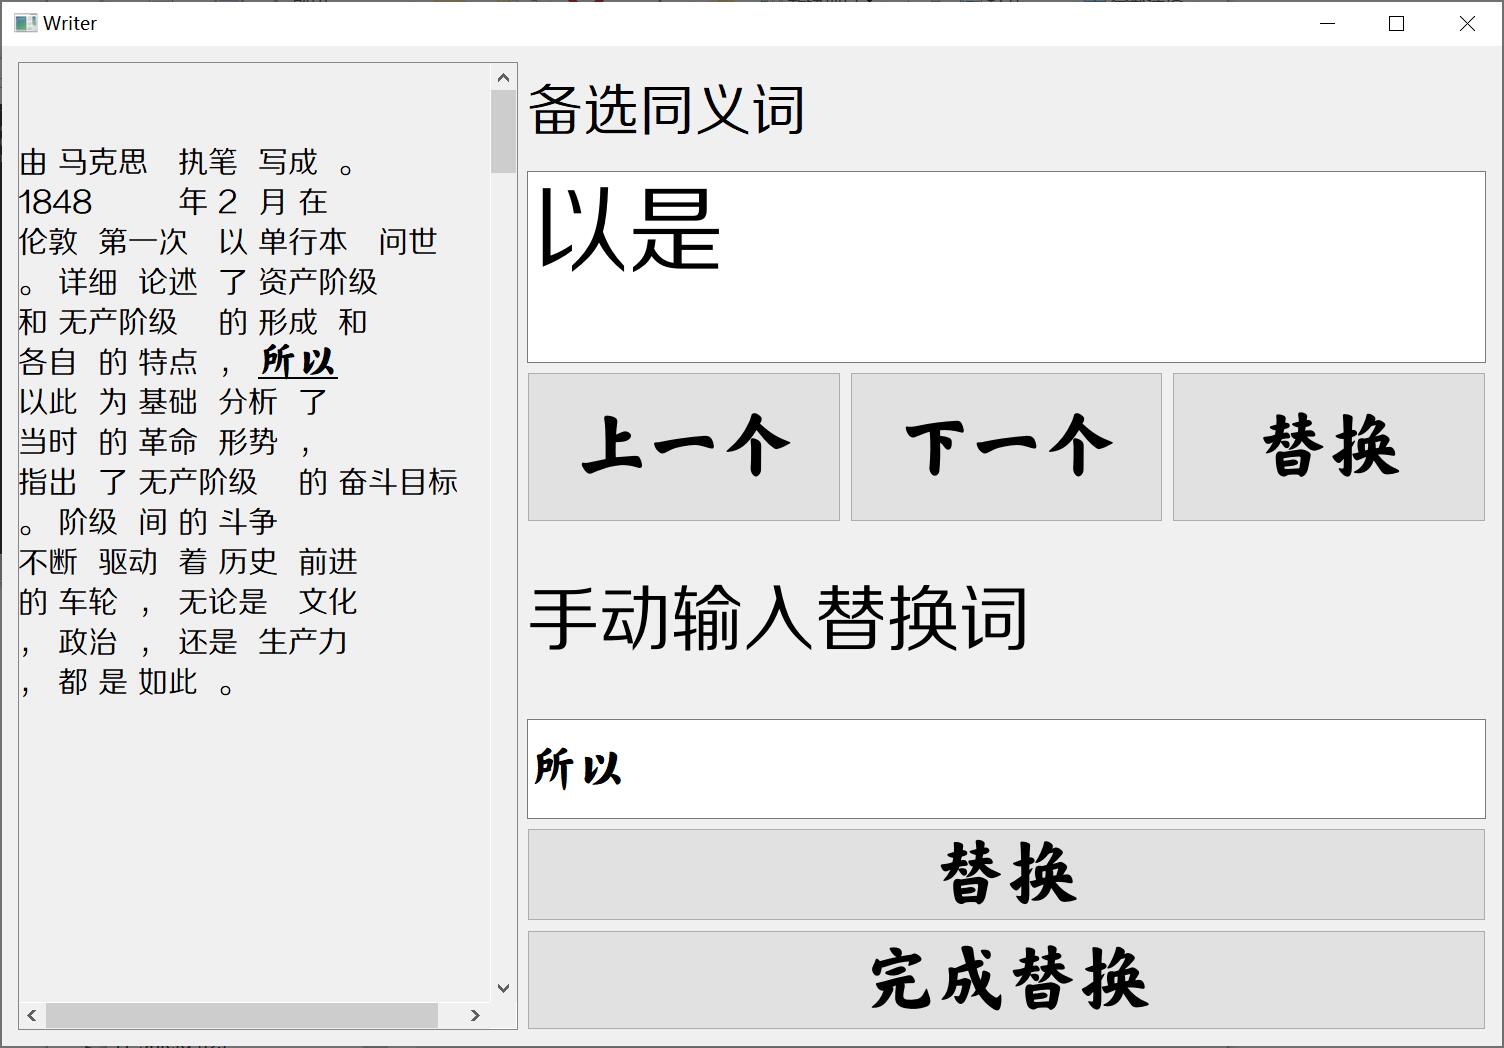 Writer
由 马克思 执笔 写成 。
1848 年 2 月 在
伦敦 第一次 以 单行本 问世
。 详细 论述 了 资产阶级
和 无产阶级 的 形成 和
各自 的 特点 ， 所以
以此 为 基础 分析 了
当时 的 革命 形势 ，
指出 了 无产阶级 的 奋斗目标
。 阶级 间 的 斗争
不断 驱动 着 历史 前进
的 车轮 ， 无论是 文化
， 政治 ， 还是 生产力
， 都 是 如此 。
备选同义词
以是
上一个 下一个 替换
手动输入替换词
所以
替换
完成替换